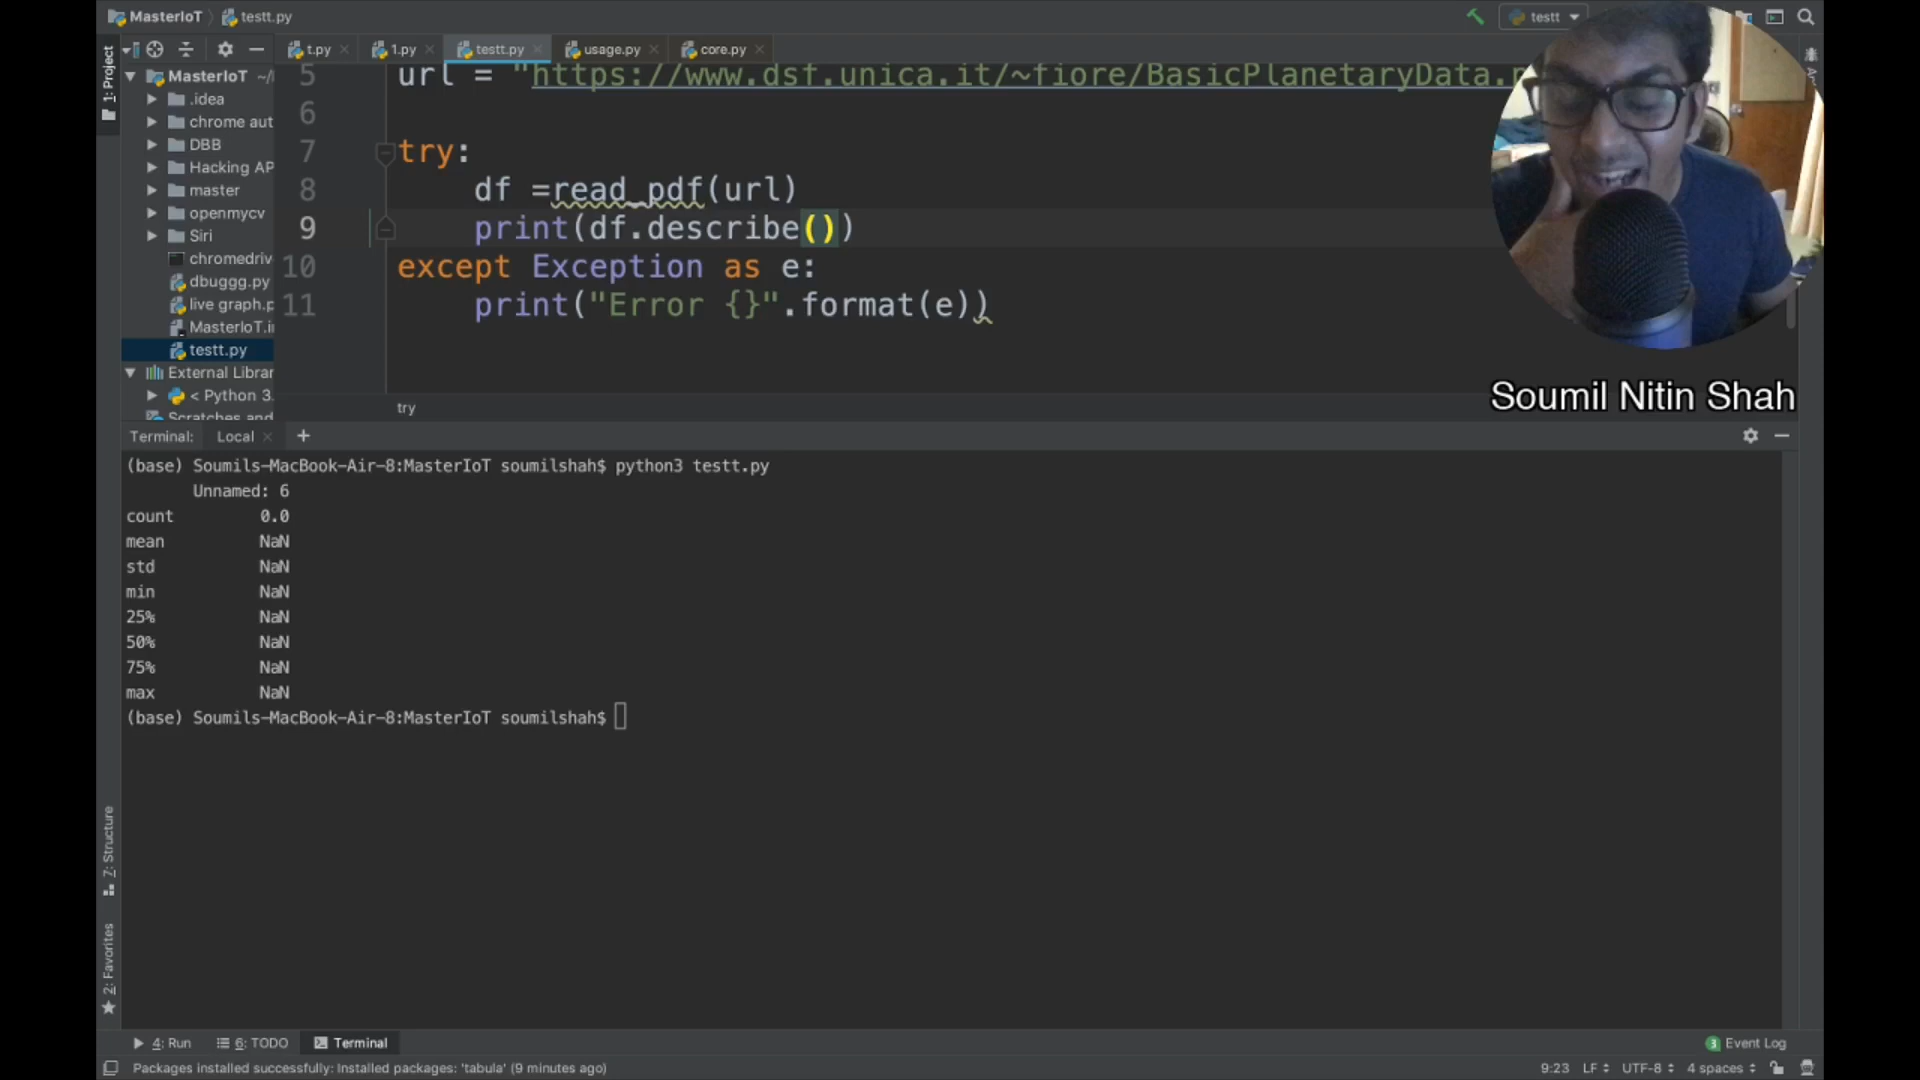 MasterIoT testt.py
testt
1: Project
t.py 1.py testt.py usage.py core.py
MasterIoT ~/
.idea
chrome aut
DBB
Hacking AP
master
openmycv
Siri
chromedriv
dbuggg.py
live graph.p
MasterIoT.i
testt.py
External Librar
< Python 3.
Scratches and
5 url = "https://www.dsf.unica.it/~fiore/BasicPlanetaryData.p
6
7 try:
8 df =read_pdf(url)
9 print(df.describe())
10 except Exception as e:
11 print("Error {}".format(e))
try
Soumil Nitin Shah
Terminal: Local +
(base) Soumils-MacBook-Air-8:MasterIoT soumilshah$ python3 testt.py
Unnamed: 6
count 0.0
mean NaN
std NaN
min NaN
25% NaN
50% NaN
75% NaN
max NaN
(base) Soumils-MacBook-Air-8:MasterIoT soumilshah$
7: Structure
2: Favorites
4: Run 6: TODO Terminal
3 Event Log
Packages installed successfully: Installed packages: 'tabula' (9 minutes ago)
9:23 LF UTF-8 4 spaces